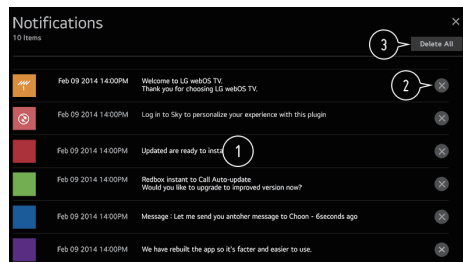 Notifications
10 Items
Delete All
3
Feb 09 2014 14:00PM
Welcome to LG webOS TV.
Thank you for choosing LG webOS TV.
2
Feb 09 2014 14:00PM
Log in to Sky to personalize your experience with this plugin
Feb 09 2014 14:00PM
Updated are ready to insta
1
Feb 09 2014 14:00PM
Redbox instant to Call Auto-update
Would you like to upgrade to improved version now?
Feb 09 2014 14:00PM
Message : Let me send you antoher message to Choon - 6seconds ago
Feb 09 2014 14:00PM
We have rebuilt the app so it's facter and easier to use.